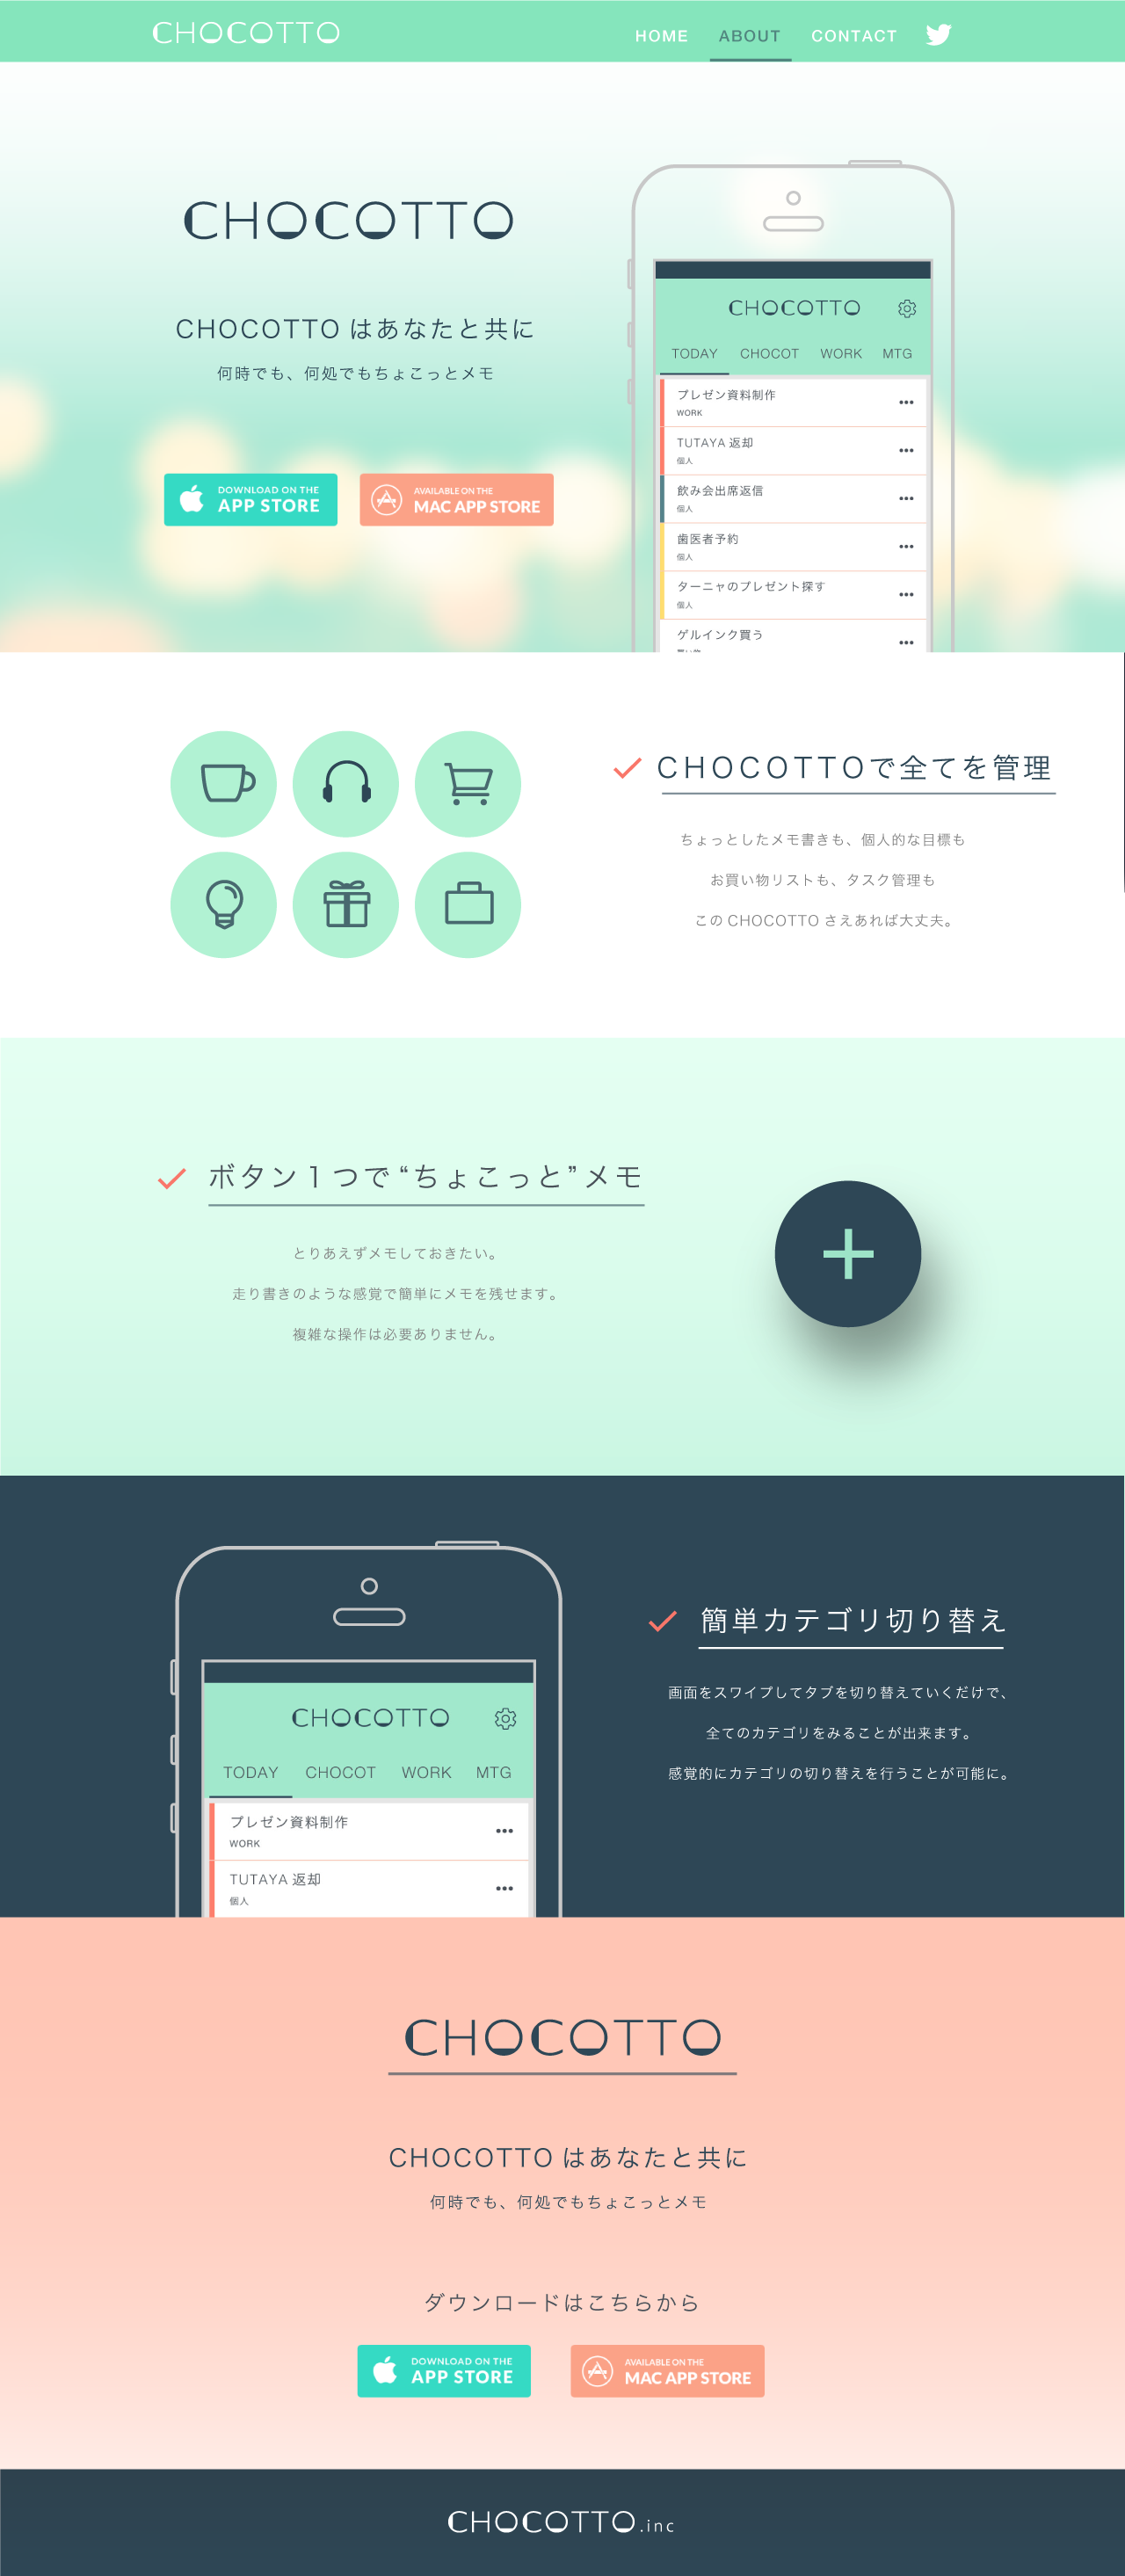 CHOCOTTO
HOME ABOUT CONTACT
CHOCOTTO
CHOCOTTO はあなたと共に
何時でも、何処でもちょこっとメモ
DOWNLOAD ON THE
APP STORE
AVAILABLE ON THE
MAC APP STORE
CHOCOTTO
TODAY CHOCOT WORK MTG
プレゼン資料制作
WORK
TUTAYA 返却
個人
飲み会出席返信
個人
歯医者予約
個人
ターニャのプレゼント探す
個人
ゲルインク買う
CHOCOTTOで全てを管理
ちょっとしたメモ書きも、個人的な目標も
お買い物リストも、タスク管理も
この CHOCOTTO さえあれば大丈夫。
ボタン 1 つで “ちょこっと” メモ
とりあえずメモしておきたい。
走り書きのような感覚で簡単にメモを残せます。
複雑な操作は必要ありません。
CHOCOTTO
TODAY CHOCOT WORK MTG
プレゼン資料制作
WORK
TUTAYA 返却
個人
簡単カテゴリ切り替え
画面をスワイプしてタブを切り替えていくだけで、
全てのカテゴリをみることが出来ます。
感覚的にカテゴリの切り替えを行うことが可能に。
CHOCOTTO
CHOCOTTO はあなたと共に
何時でも、何処でもちょこっとメモ
ダウンロードはこちらから
DOWNLOAD ON THE
APP STORE
AVAILABLE ON THE
MAC APP STORE
CHOCOTTO.inc